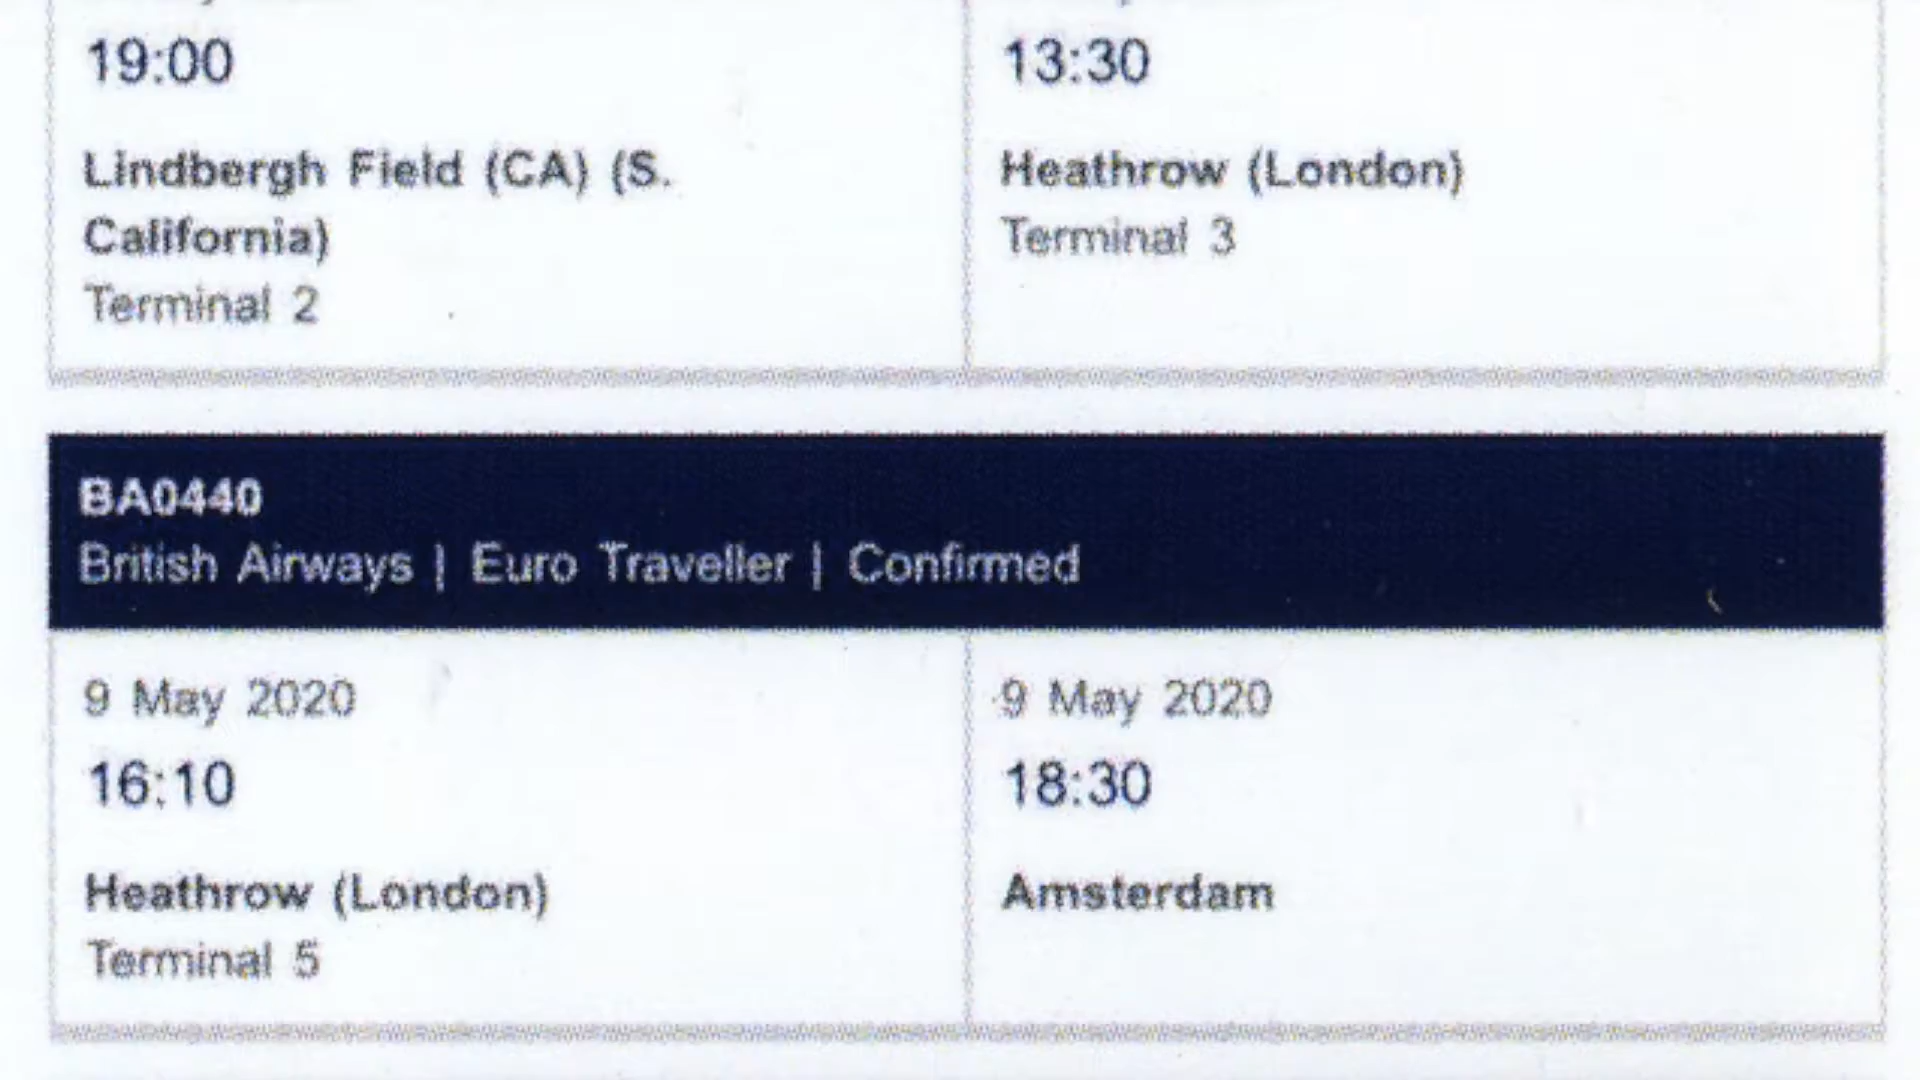 19:00
13:30
Lindbergh Field (CA) (S.
California)
Terminal 2
Heathrow (London)
Terminal 3
BA0440
British Airways | Euro Traveller | Confirmed
9 May 2020
16:10
Heathrow (London)
Terminal 5
9 May 2020
18:30
Amsterdam